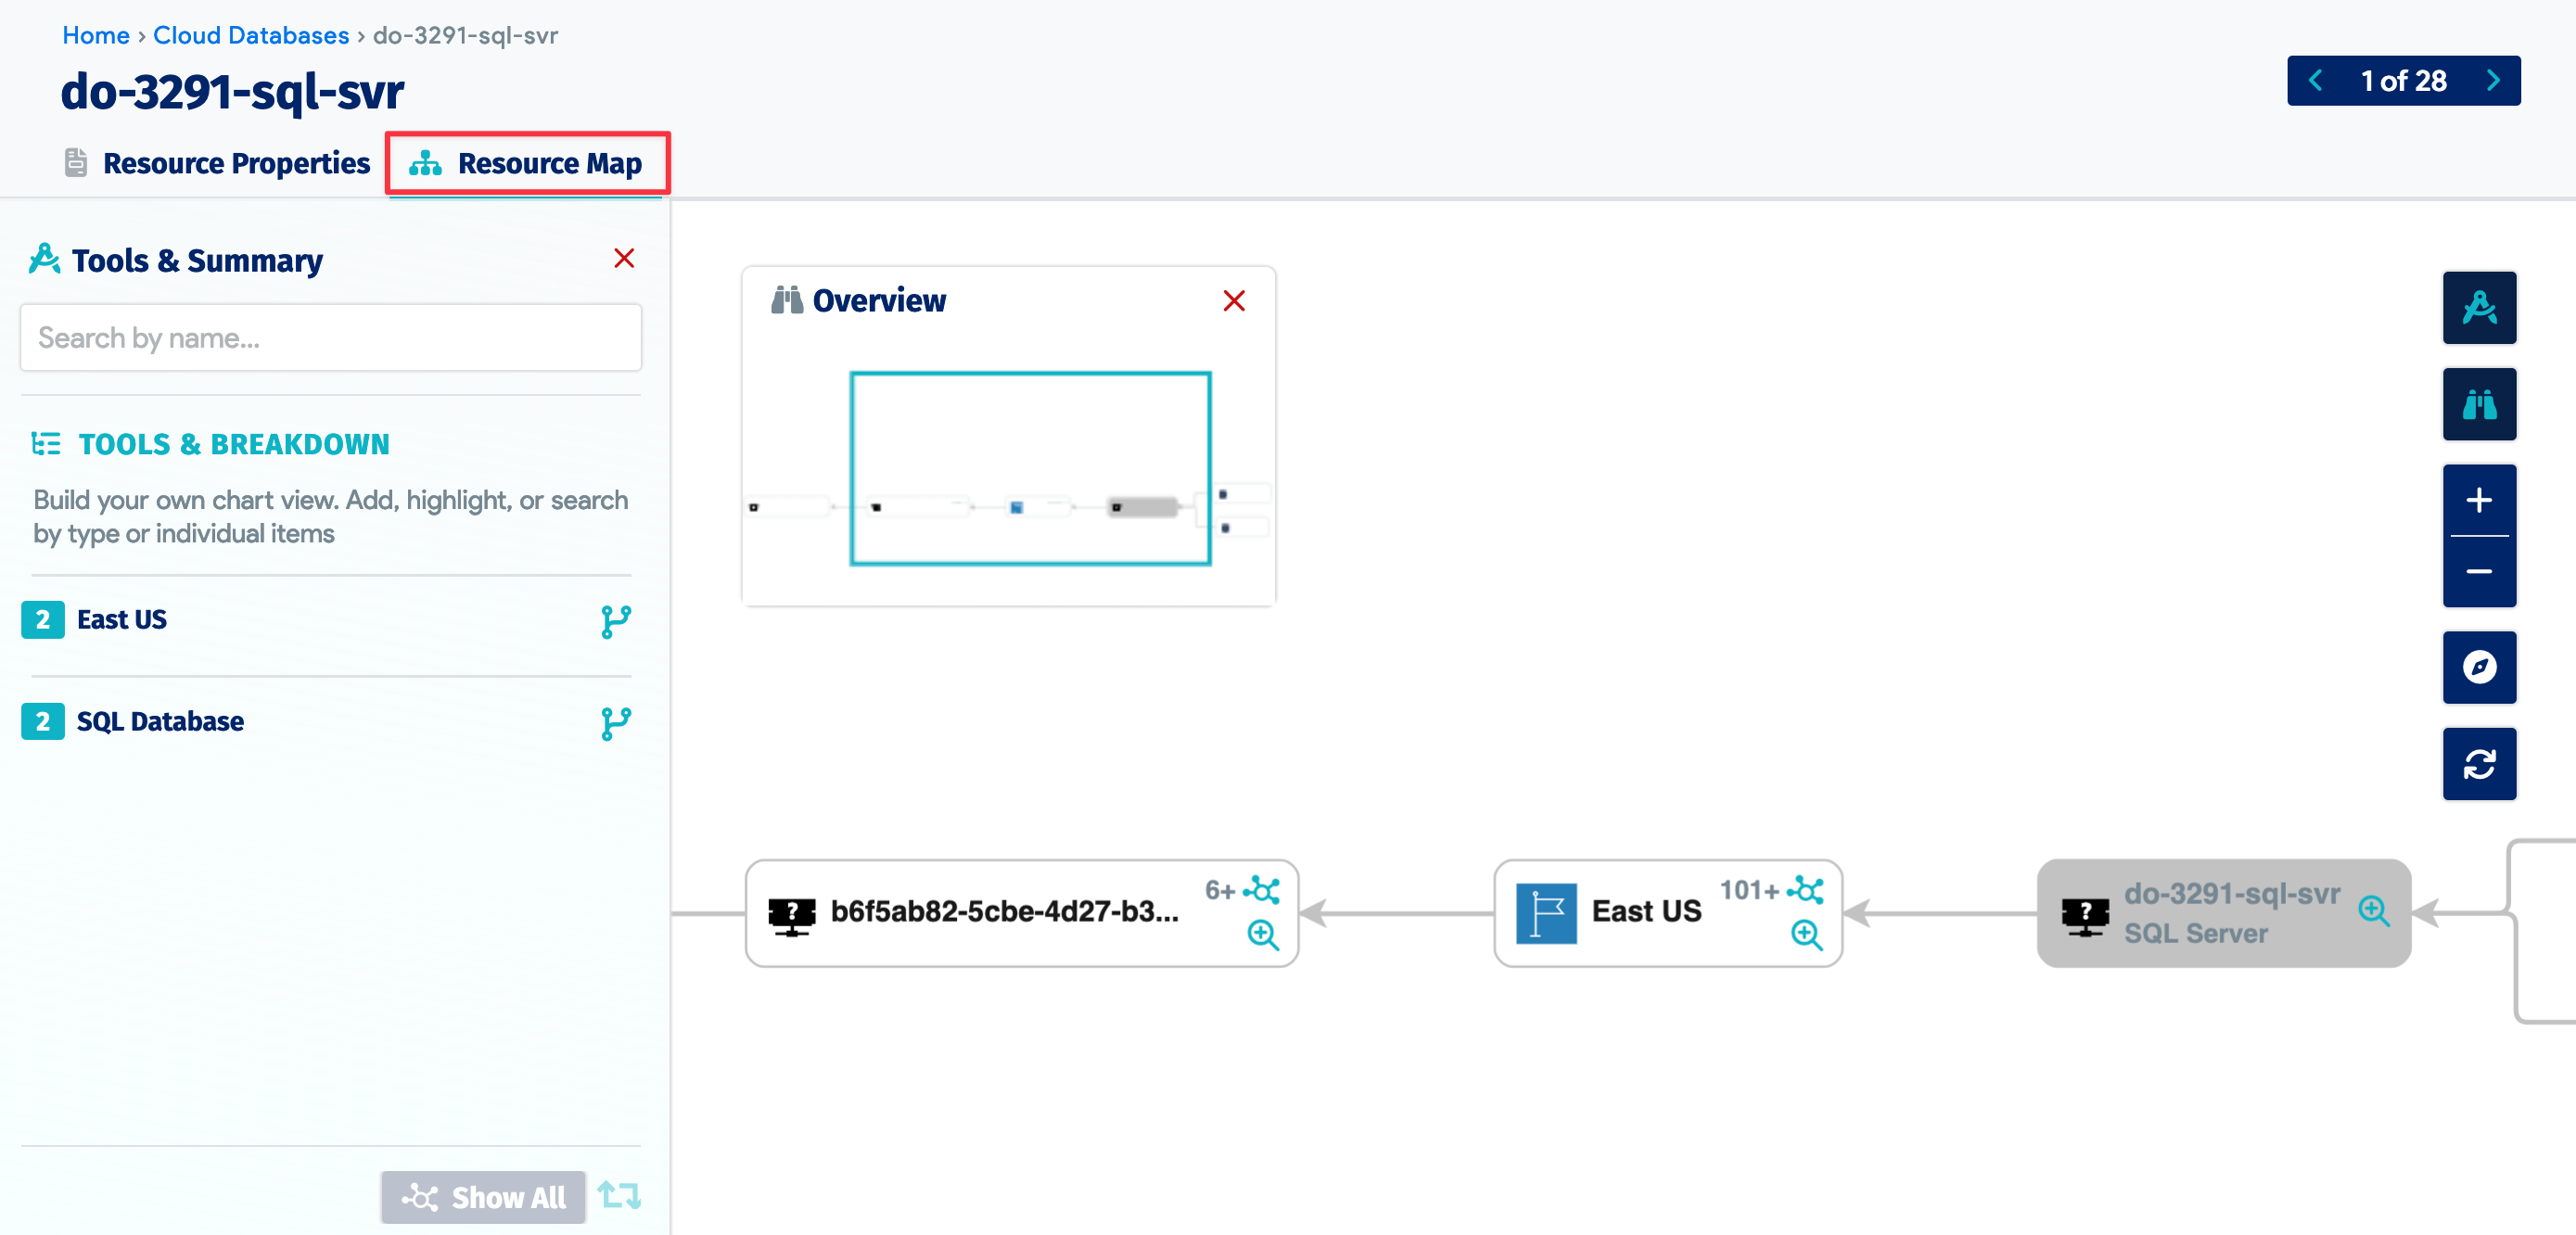 Home › Cloud Databases › do-3291-sql-svr
do-3291-sql-svr
1 of 28
Resource Properties
Resource Map
Tools & Summary
Search by name...
TOOLS & BREAKDOWN
Build your own chart view. Add, highlight, or search
by type or individual items
2 East US
2 SQL Database
Show All
Overview
b6f5ab82-5cbe-4d27-b3...
6+
East US
101+
do-3291-sql-svr
SQL Server